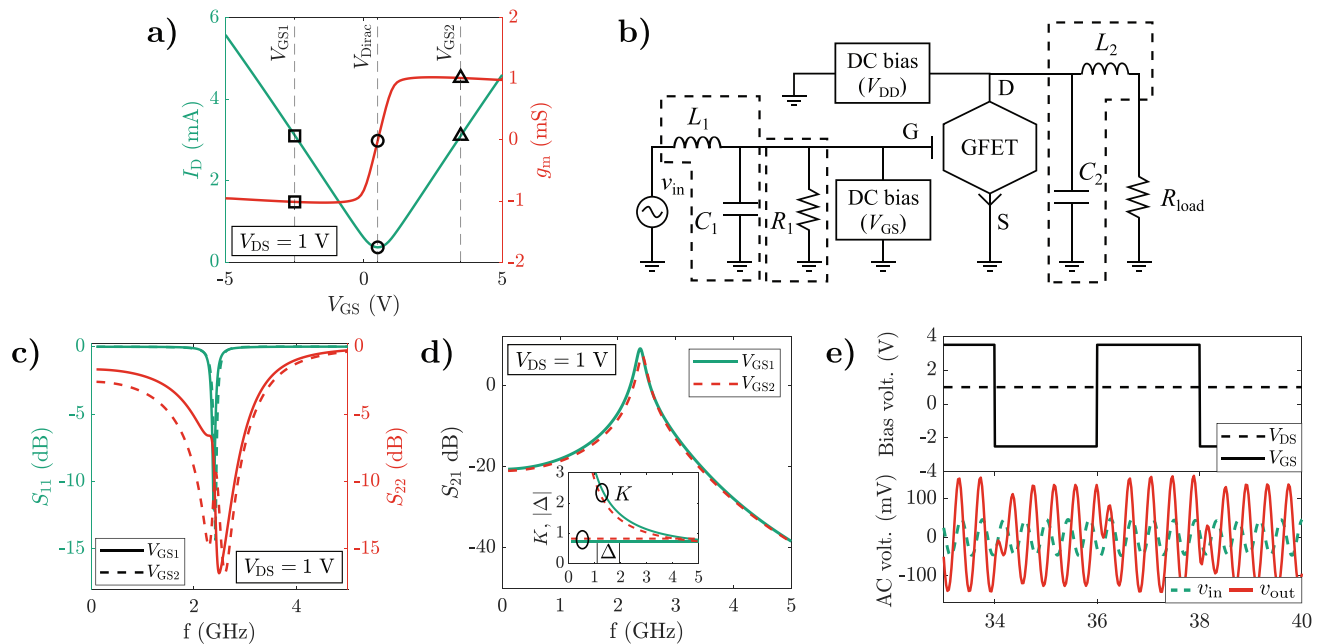 a)
6
4
2
0
I_D (mA)
V_GS1
V_Dirac
V_GS2
V_DS = 1 V
-5
0
5
V_GS (V)
2
1
0
-1
-2
g_m (mS)
b)
DC bias
(V_DD)
L_2
D
L_1
G
GFET
v_in
C_1
R_1
DC bias
(V_GS)
S
C_2
R_load
c)
0
-5
-10
-15
S_11 (dB)
0
-5
-10
-15
S_22 (dB)
V_GS1
V_GS2
V_DS = 1 V
0 2 4
f (GHz)
d)
V_DS = 1 V
V_GS1
V_GS2
0
-20
-40
S_21 dB
3
2
1
0
K, |Δ|
K
Δ
0 1 2 3 4 5
0 1 2 3 4 5
f (GHz)
e)
4
2
0
-2
-4
Bias volt. (V)
V_DS
V_GS
100
0
-100
AC volt. (mV)
v_in v_out
34 36 38 40